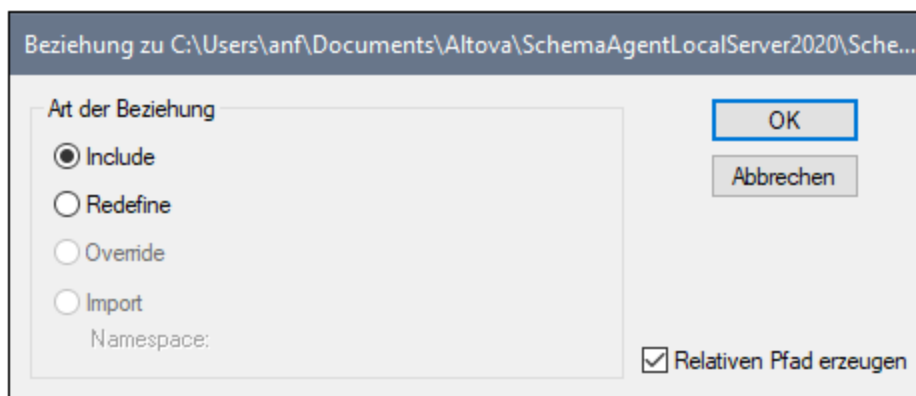 Beziehung zu C:\Users\anf\Documents\Altova\SchemaAgentLocalServer2020\Sche...
Art der Beziehung
Include
Redefine
Override
Import
Namespace:
OK
Abbrechen
Relativen Pfad erzeugen